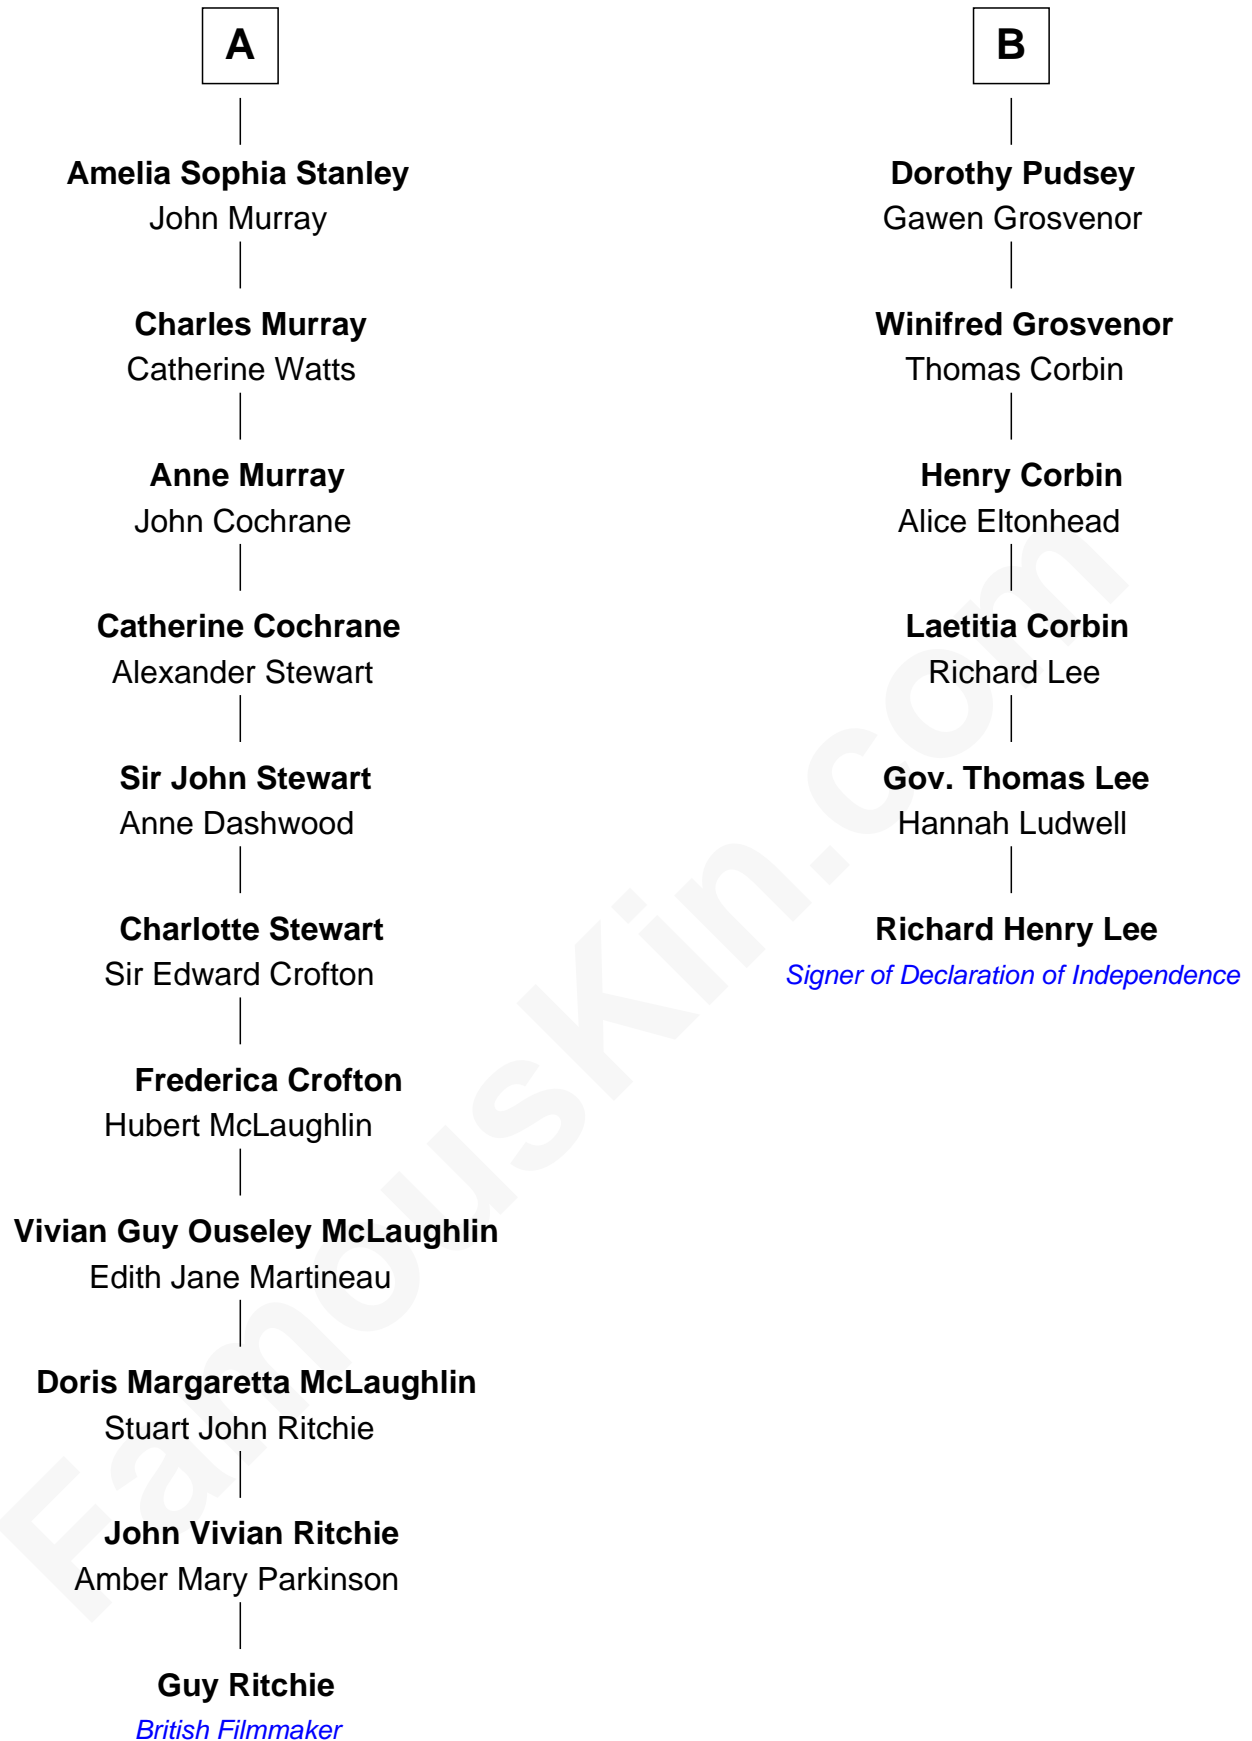 A
Amelia Sophia Stanley
John Murray
Charles Murray
Catherine Watts
Anne Murray
John Cochrane
Catherine Cochrane
Alexander Stewart
Sir John Stewart
Anne Dashwood
Charlotte Stewart
Sir Edward Crofton
Frederica Crofton
Hubert McLaughlin
Vivian Guy Ouseley McLaughlin
Edith Jane Martineau
Doris Margaretta McLaughlin
Stuart John Ritchie
John Vivian Ritchie
Amber Mary Parkinson
Guy Ritchie
British Filmmaker
B
Dorothy Pudsey
Gawen Grosvenor
Winifred Grosvenor
Thomas Corbin
Henry Corbin
Alice Eltonhead
Laetitia Corbin
Richard Lee
Gov. Thomas Lee
Hannah Ludwell
Richard Henry Lee
Signer of Declaration of Independence
FamousKin.com